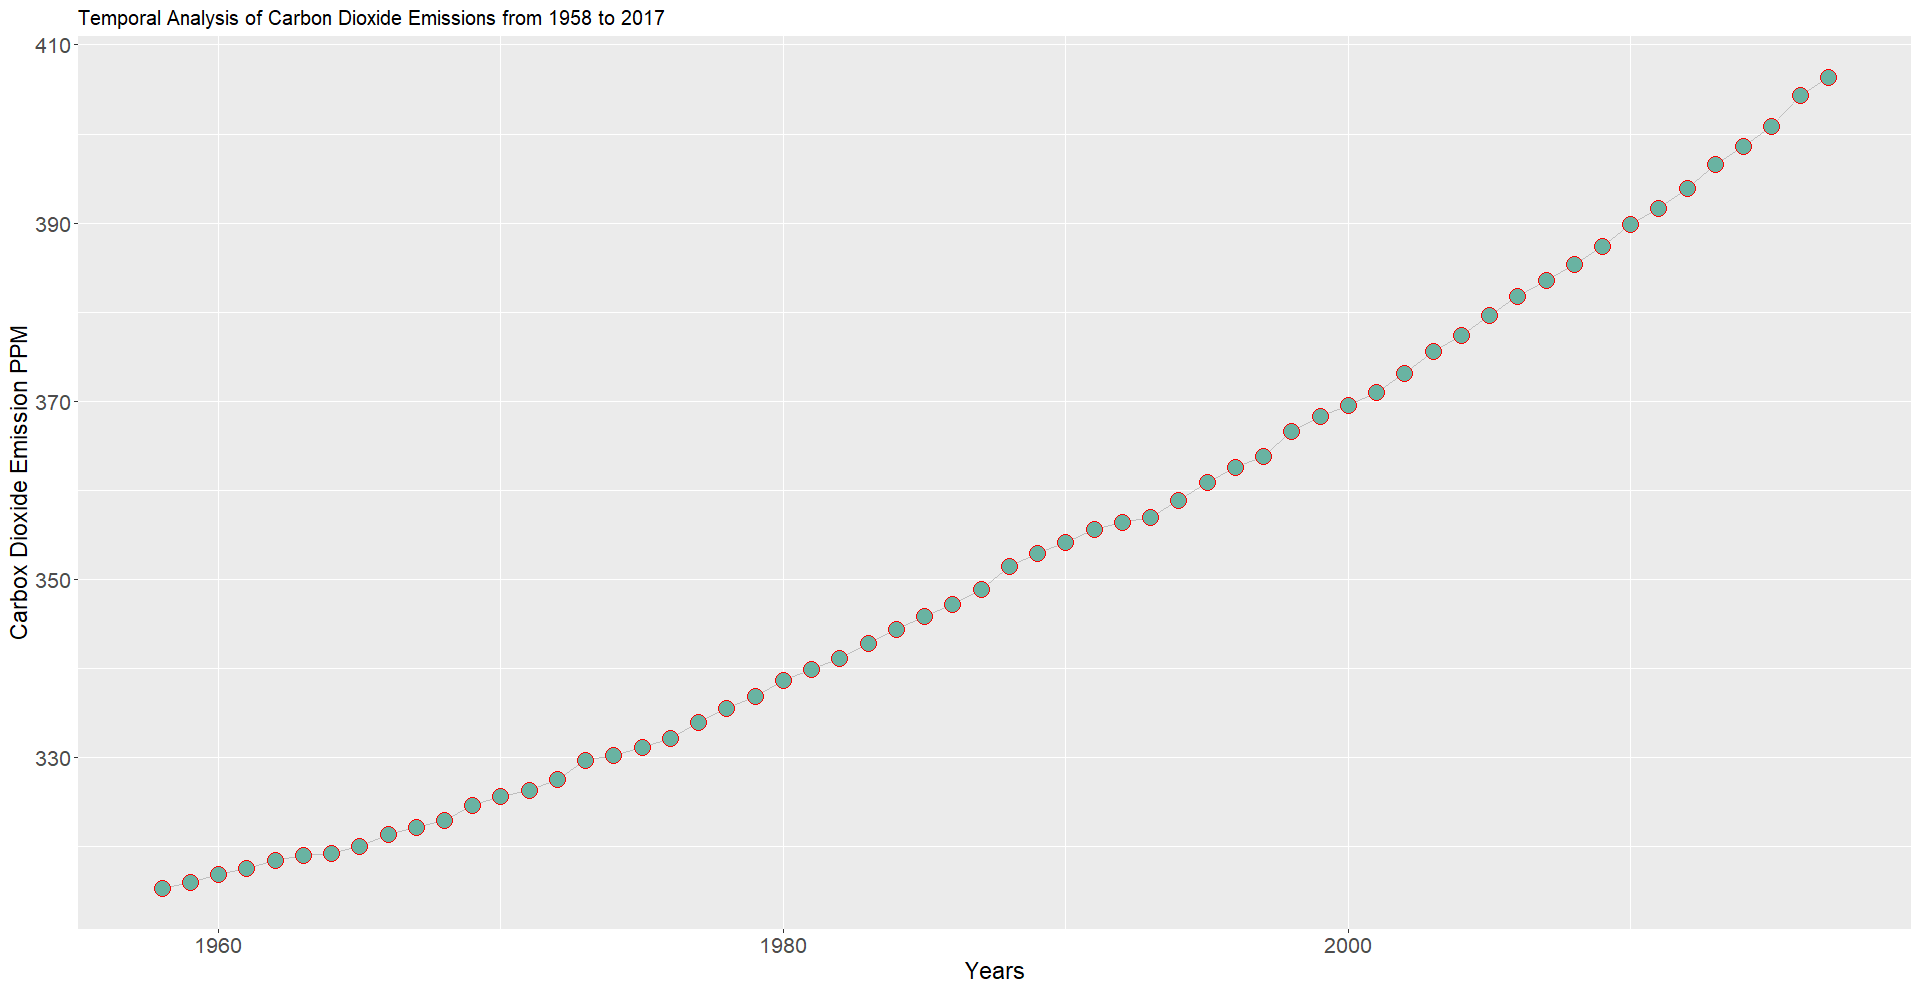 Temporal Analysis of Carbon Dioxide Emissions from 1958 to 2017
Carbox Dioxide Emission PPM
410
390
370
350
330
1960
1980
2000
Years